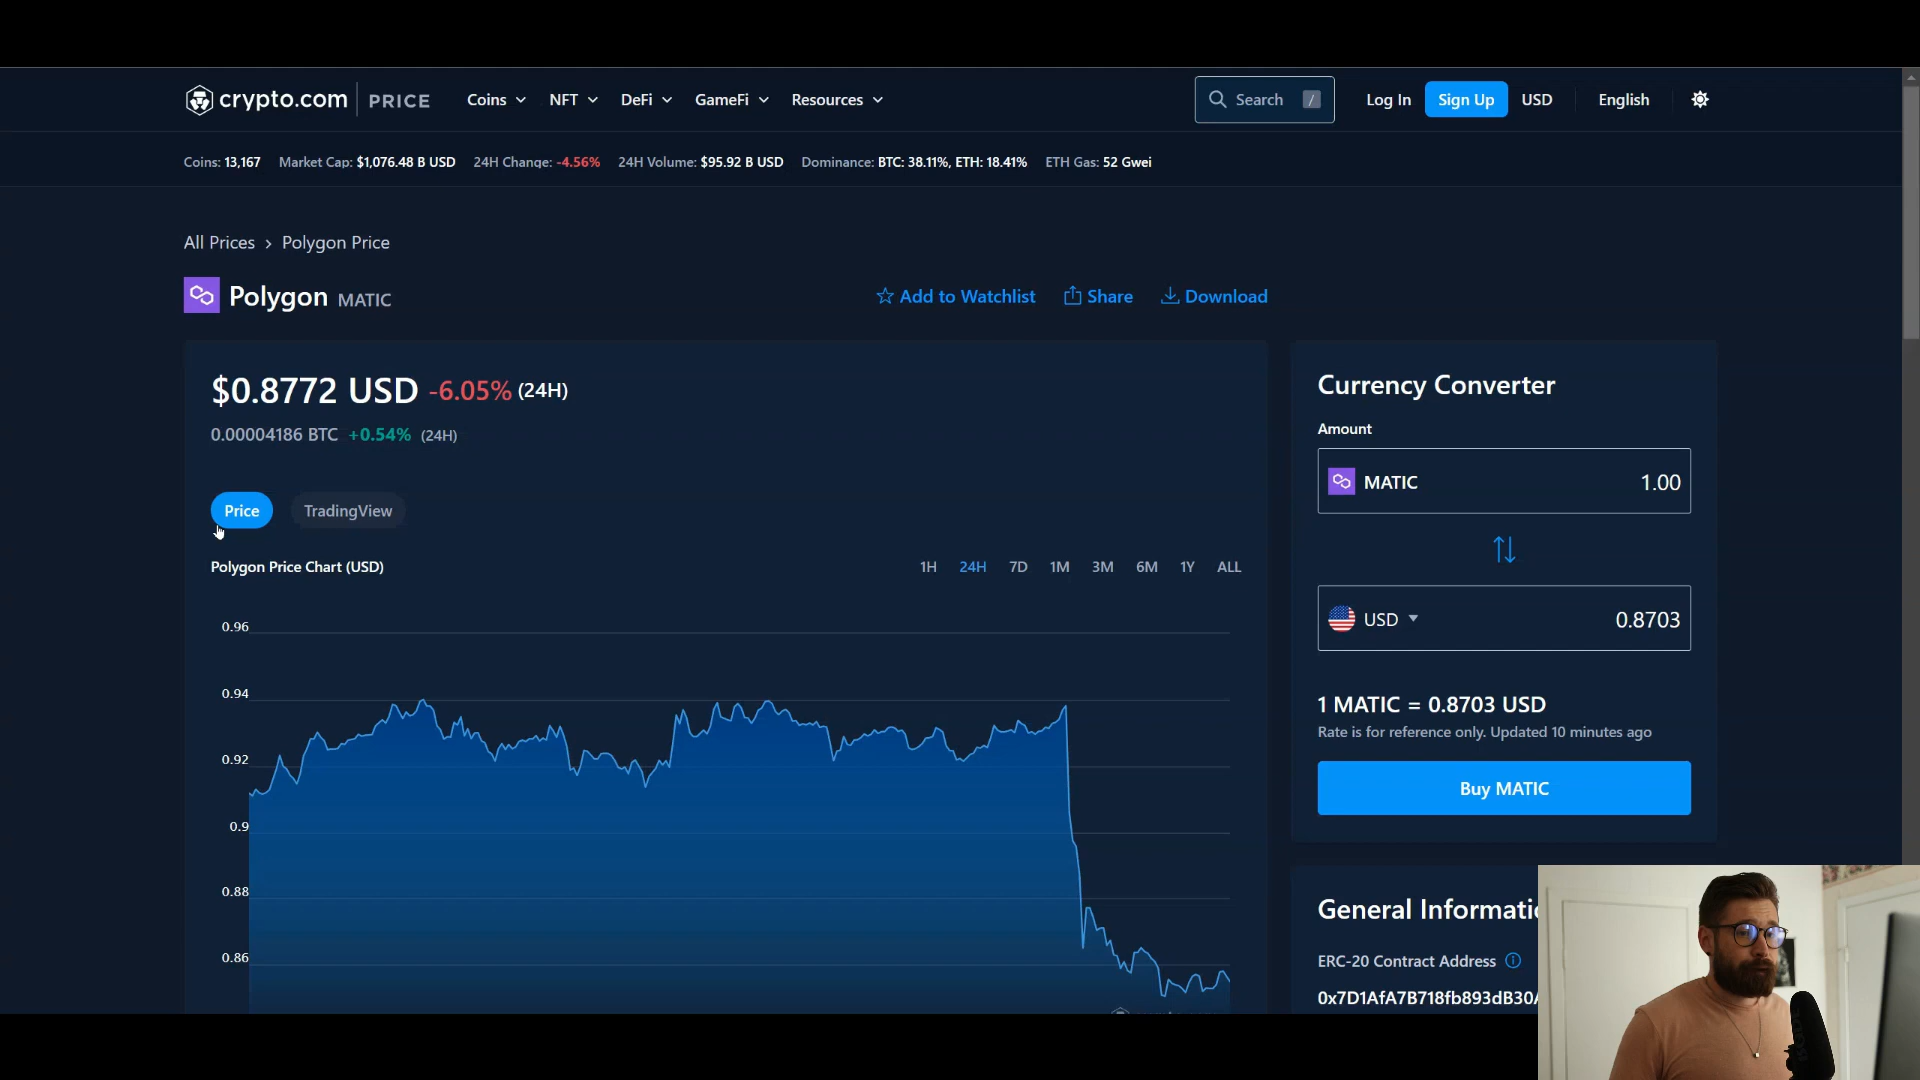 crypto.com PRICE Coins NFT DeFi GameFi Resources Search / Log In Sign Up USD English
Coins: 13,167 Market Cap: $1,076.48 B USD 24H Change: -4.56% 24H Volume: $95.92 B USD Dominance: BTC: 38.11%, ETH: 18.41% ETH Gas: 52 Gwei
All Prices > Polygon Price
Polygon MATIC
Add to Watchlist Share Download
$0.8772 USD -6.05% (24H)
0.00004186 BTC +0.54% (24H)
Price TradingView
Polygon Price Chart (USD)
1H 24H 7D 1M 3M 6M 1Y ALL
0.96
0.94
0.92
0.9
0.88
0.86
Currency Converter
Amount
MATIC 1.00
USD 0.8703
1 MATIC = 0.8703 USD
Rate is for reference only. Updated 10 minutes ago
Buy MATIC
General Informati
ERC-20 Contract Address
0x7D1AfA7B718fb893dB30